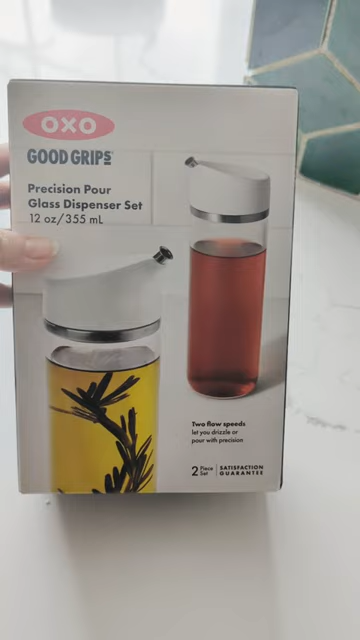 OXO
GOOD GRIPS
Precision Pour
Glass Dispenser Set
12 oz/355 mL
Two flow speeds
let you drizzle or
pour with precision
2 Piece Set | SATISFACTION GUARANTEE